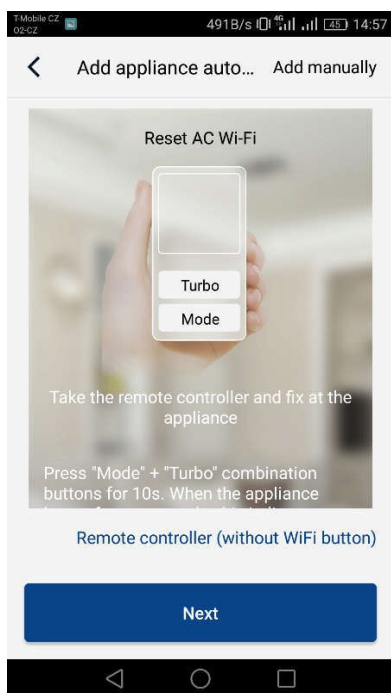 T-Mobile CZ
O2-CZ
491B/s 4G 45 14:57
Add appliance auto... Add manually
Reset AC Wi-Fi
Turbo
Mode
Take the remote controller and fix at the
appliance
Press "Mode" + "Turbo" combination
buttons for 10s. When the appliance
Remote controller (without WiFi button)
Next